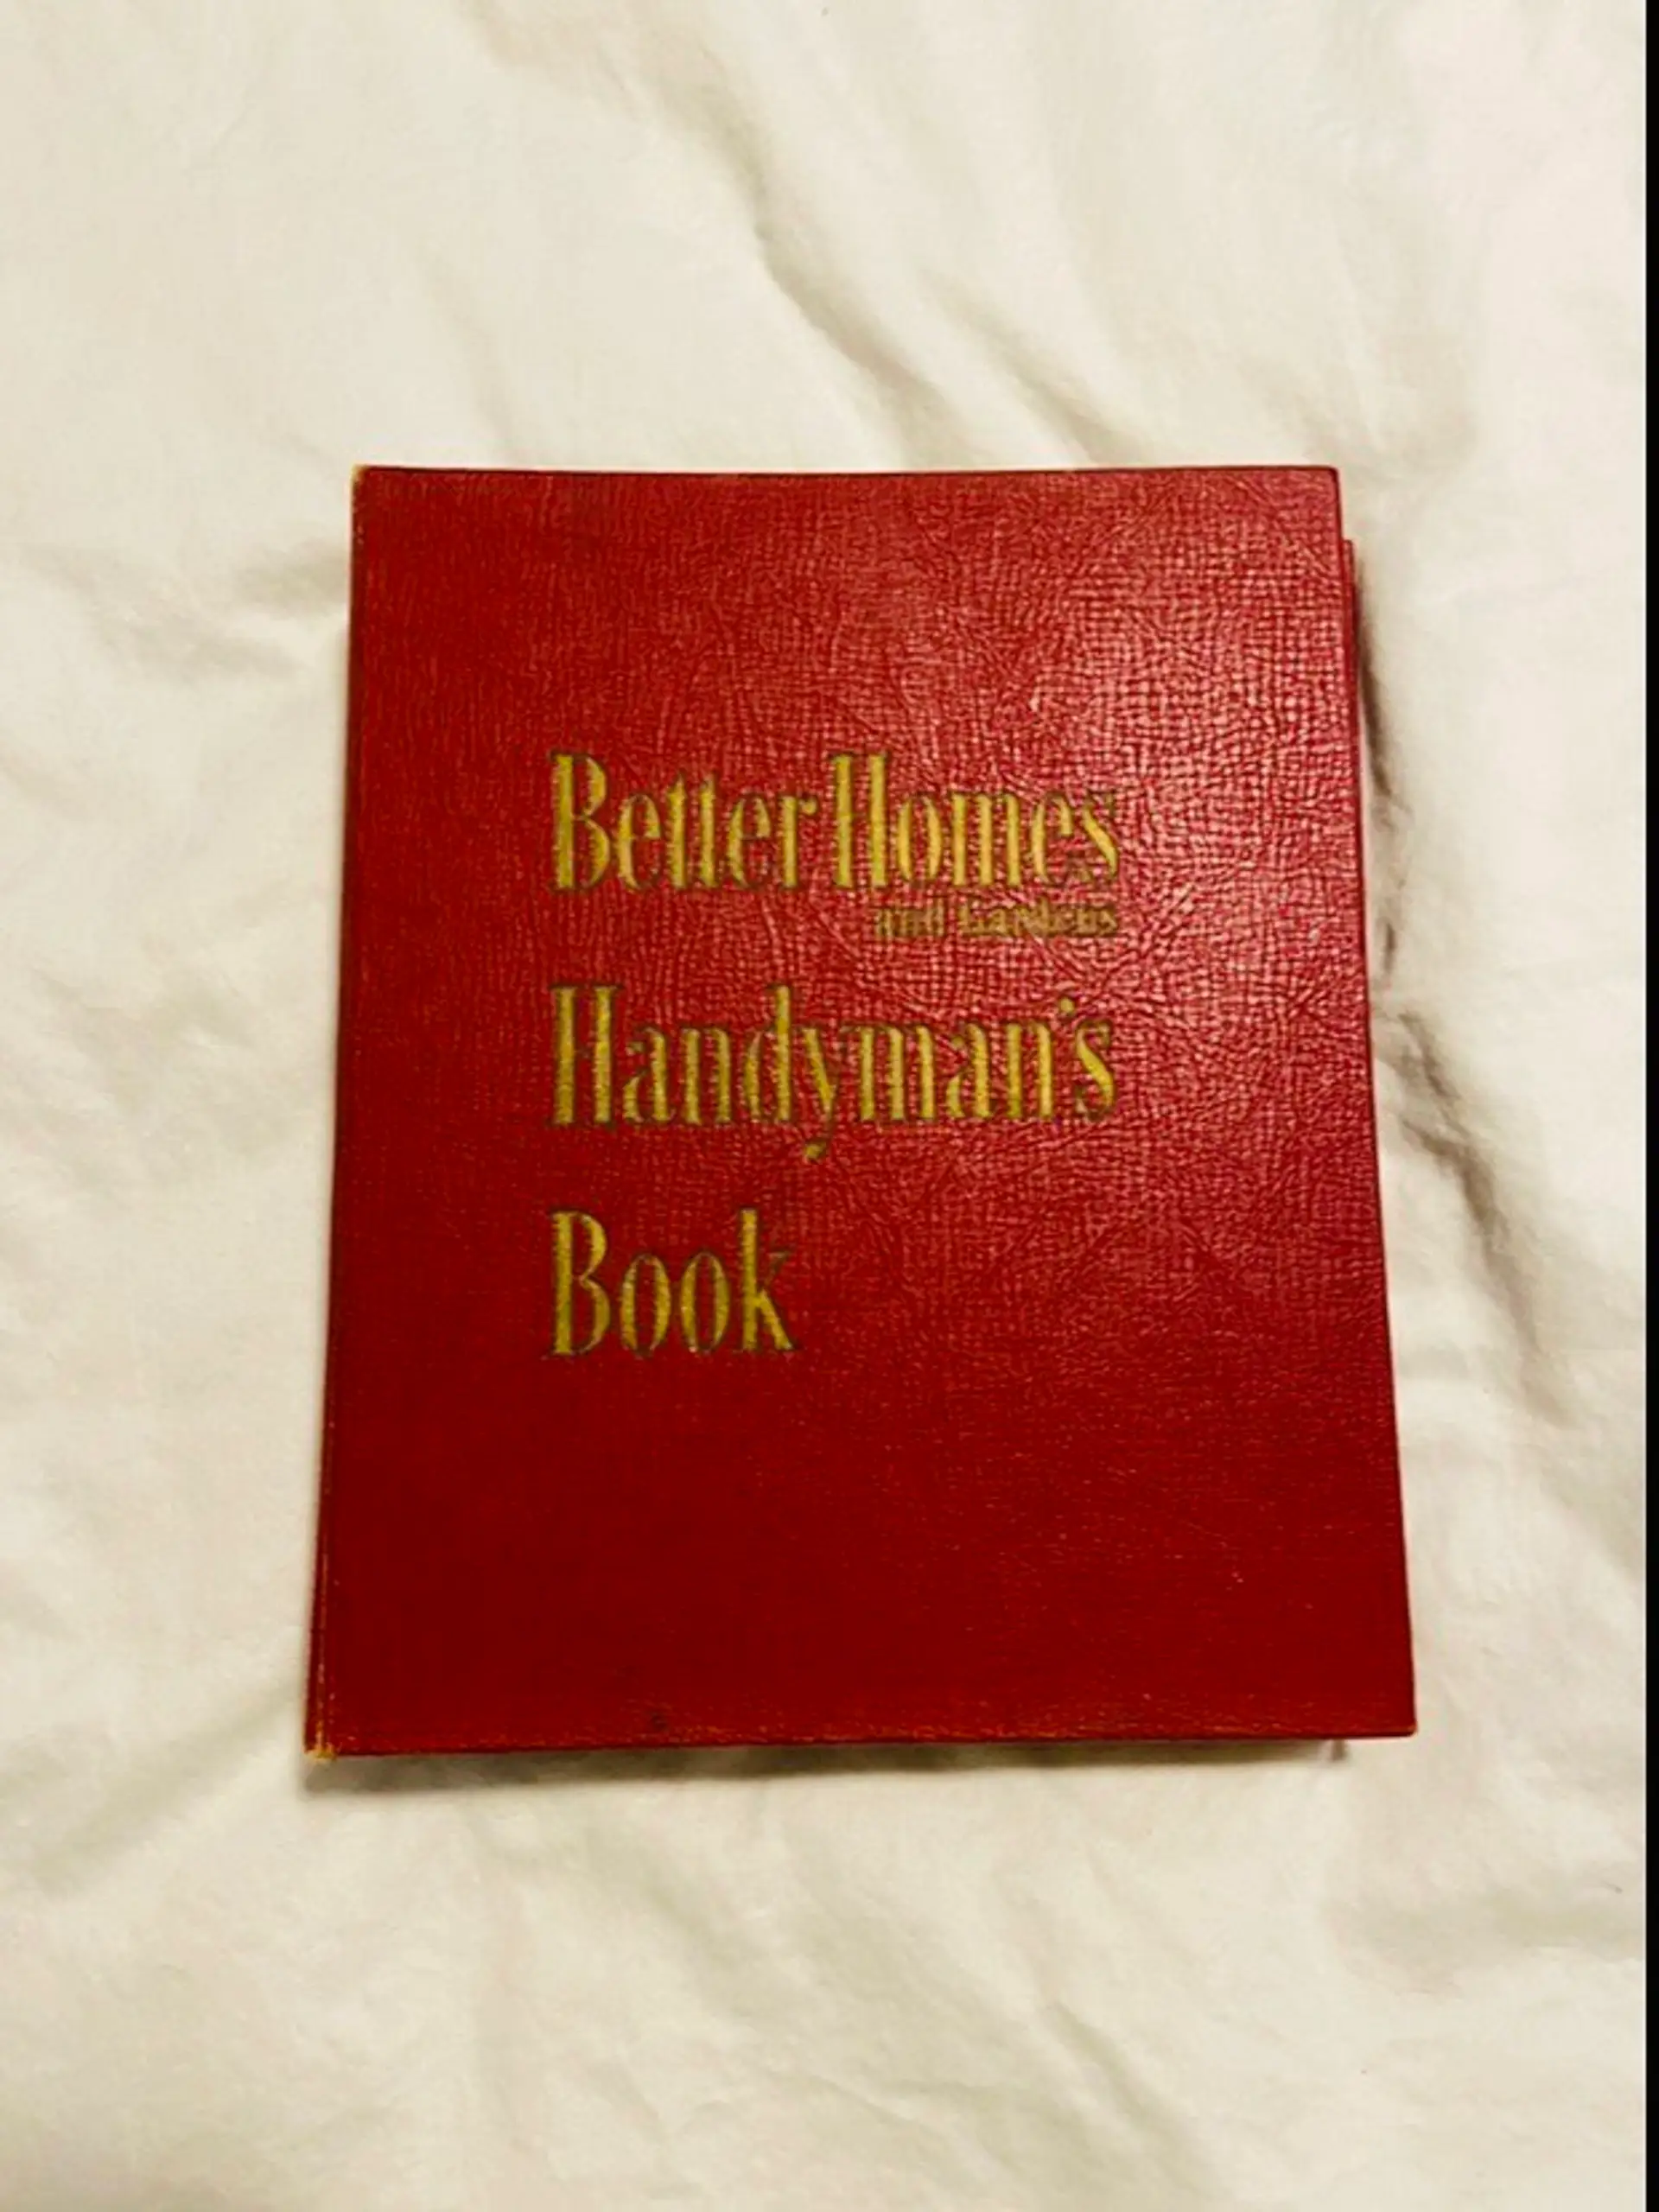 Better Homes
and Gardens
Handyman's
Book